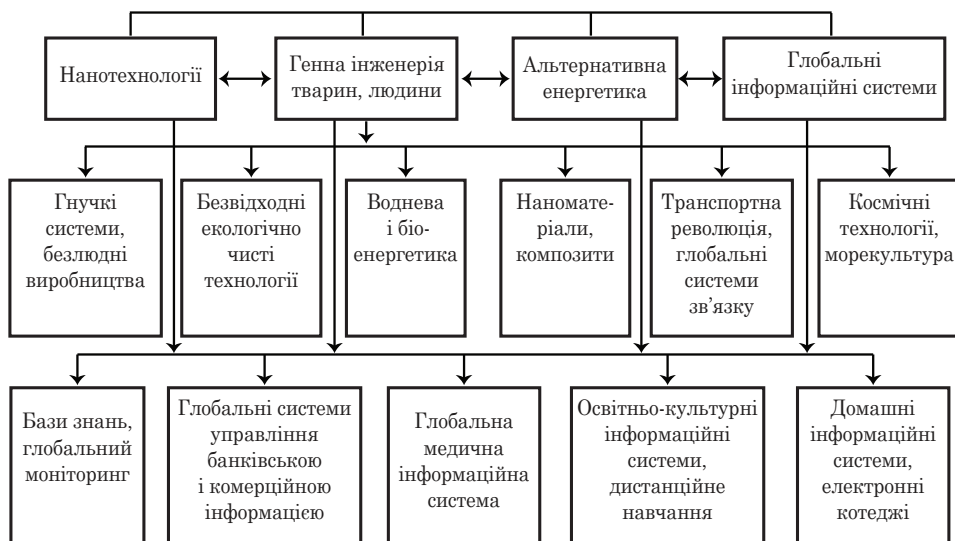 Нанотехнології
Генна інженерія
тварин, людини
Альтернативна
енергетика
Глобальні
інформаційні системи
Гнучкі
системи,
безлюдні
виробництва
Безвідходні
екологічно
чисті
технології
Воднева
і біо-
енергетика
Наномате-
ріали,
композити
Транспортна
революція,
глобальні
системи
зв’язку
Космічні
технології,
морекультура
Бази знань,
глобальний
моніторинг
Глобальні системи
управління
банківською
і комерційною
інформацією
Глобальна
медична
інформаційна
система
Освітньо-культурні
інформаційні
системи,
дистанційне
навчання
Домашні
інформаційні
системи,
електронні
котеджі